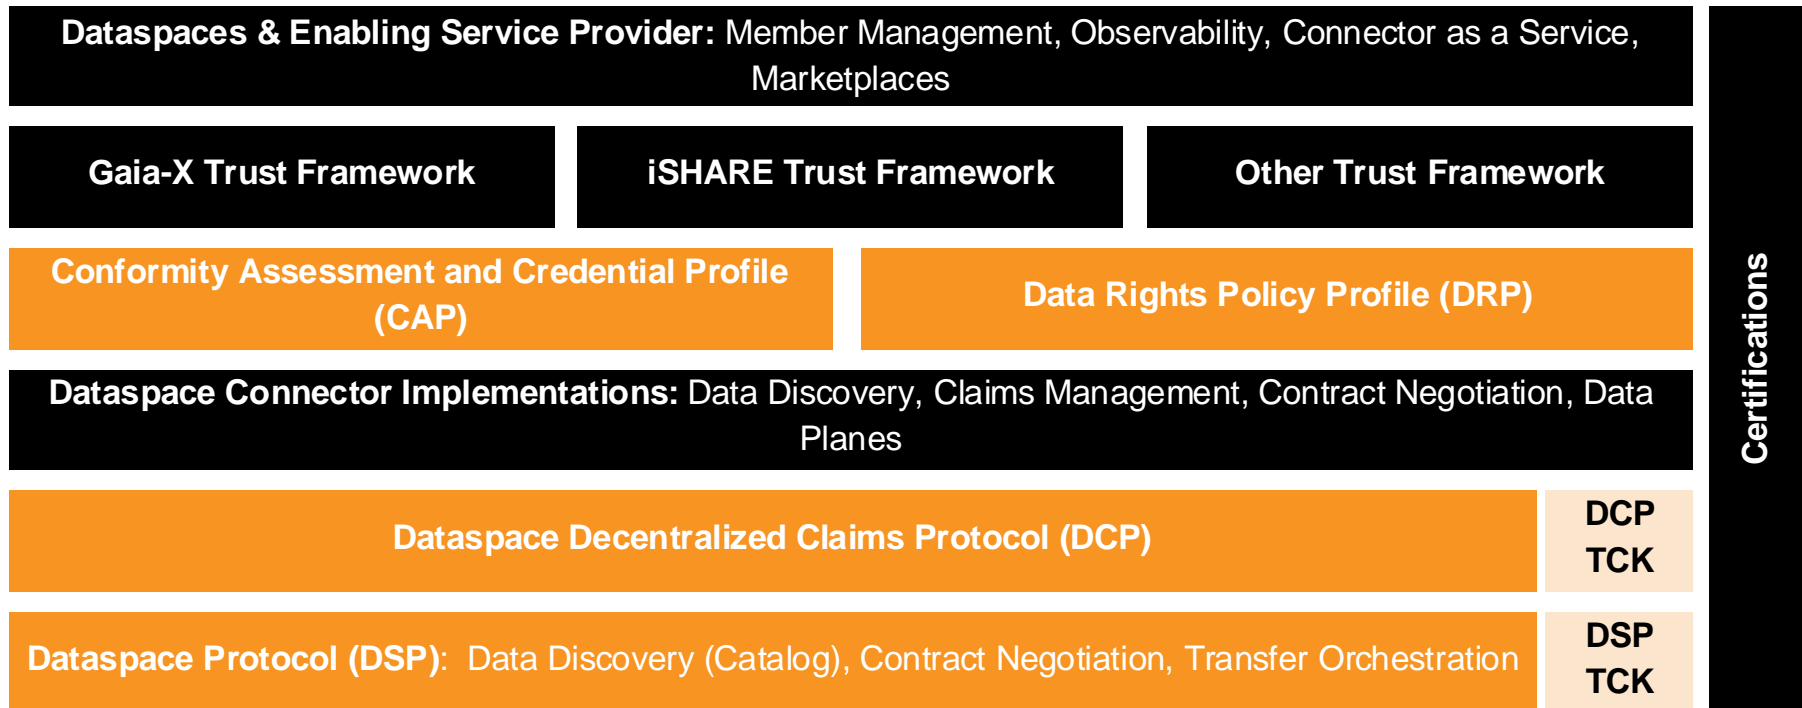 Dataspaces & Enabling Service Provider: Member Management, Observability, Connector as a Service,
Marketplaces
Gaia-X Trust Framework
iSHARE Trust Framework
Other Trust Framework
Conformity Assessment and Credential Profile
(CAP)
Data Rights Policy Profile (DRP)
Dataspace Connector Implementations: Data Discovery, Claims Management, Contract Negotiation, Data
Planes
Dataspace Decentralized Claims Protocol (DCP)
DCP
TCK
Dataspace Protocol (DSP):  Data Discovery (Catalog), Contract Negotiation, Transfer Orchestration
DSP
TCK
Certifications